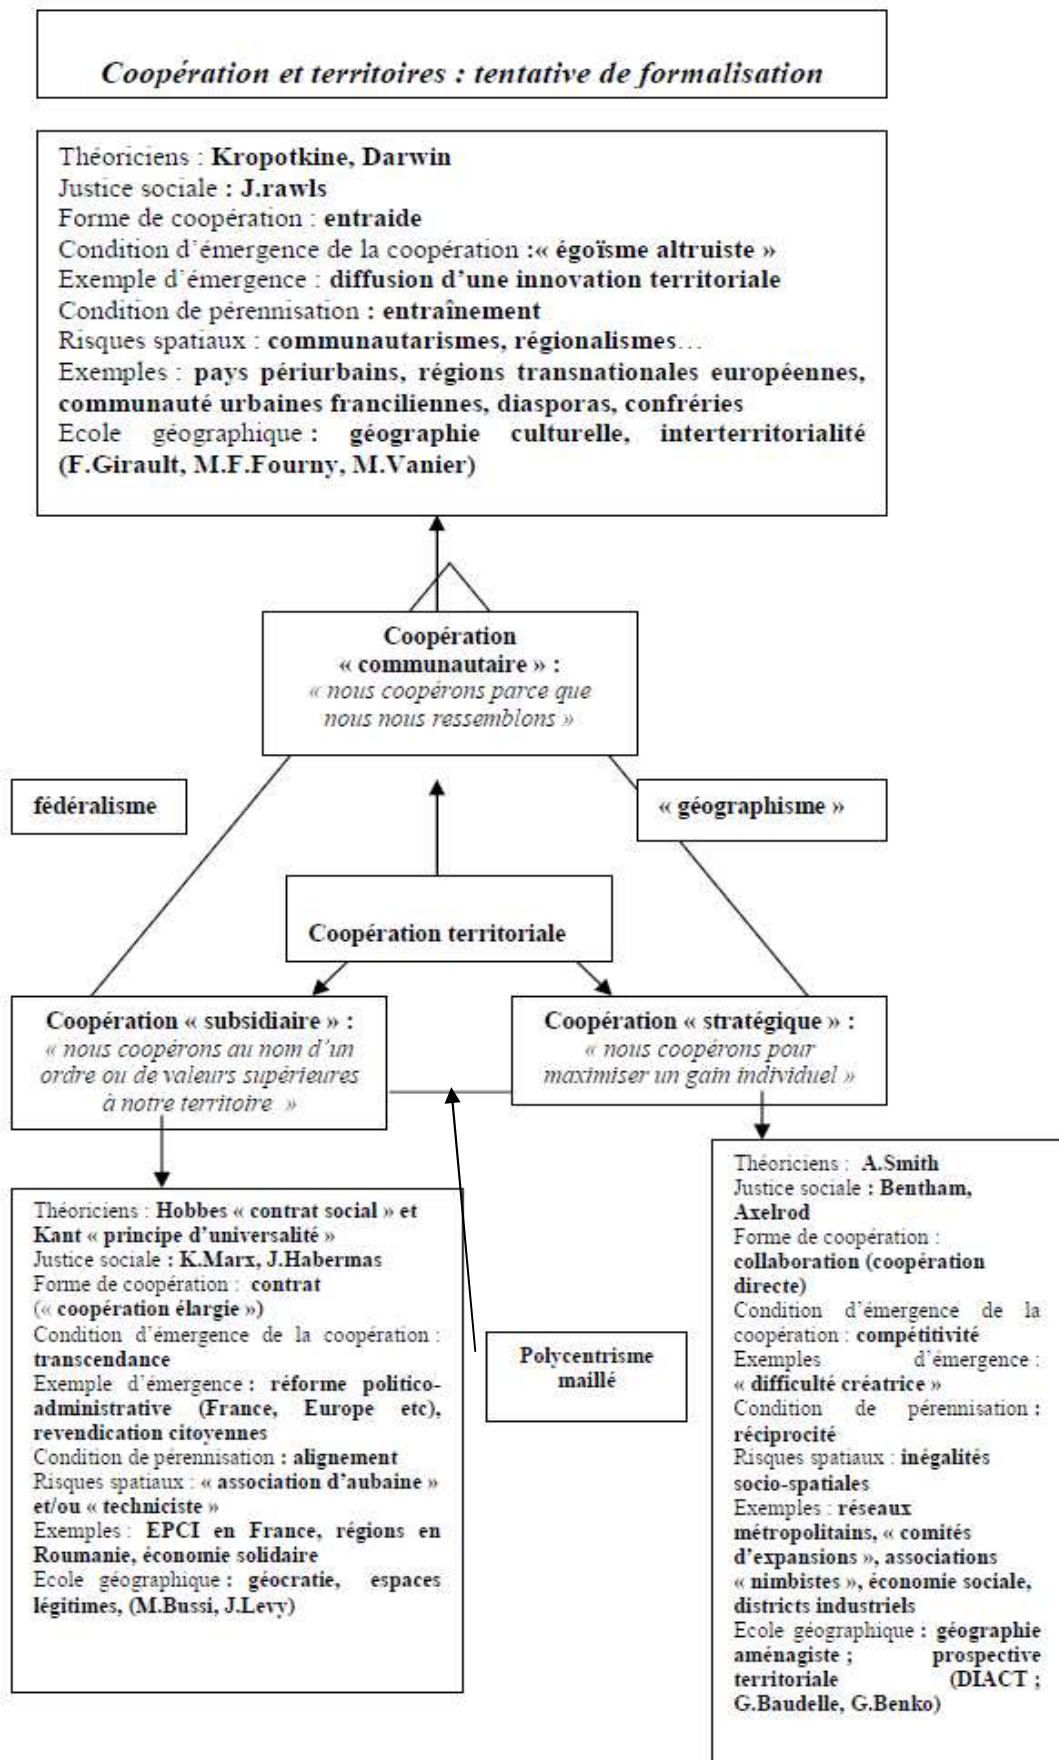 Coopération et territoires : tentative de formalisation
Théoriciens : Kropotkine, Darwin
Justice sociale : J.rawls
Forme de coopération : entraide
Condition d'émergence de la coopération :« égoïsme altruiste »
Exemple d'émergence : diffusion d'une innovation territoriale
Condition de pérennisation : entraînement
Risques spatiaux : communautarismes, régionalismes…
Exemples : pays périurbains, régions transnationales européennes,
communauté urbaines franciliennes, diasporas, confréries
Ecole géographique : géographie culturelle, interterritorialité
(F.Girault, M.F.Fourny, M.Vanier)
Coopération
« communautaire » :
« nous coopérons parce que
nous nous ressemblons »
fédéralisme
« géographisme »
Coopération territoriale
Coopération « subsidiaire » :
« nous coopérons au nom d'un
ordre ou de valeurs supérieures
à notre territoire »
Coopération « stratégique » :
« nous coopérons pour
maximiser un gain individuel »
Théoriciens : Hobbes « contrat social » et
Kant « principe d'universalité »
Justice sociale : K.Marx, J.Habermas
Forme de coopération : contrat
(« coopération élargie »)
Condition d'émergence de la coopération :
transcendance
Exemple d'émergence : réforme politico-
administrative (France, Europe etc),
revendication citoyennes
Condition de pérennisation : alignement
Risques spatiaux : « association d'aubaine »
et/ou « techniciste »
Exemples : EPCI en France, régions en
Roumanie, économie solidaire
Ecole géographique : géocratie, espaces
légitimes, (M.Bussi, J.Levy)
Polycentrisme
maillé
Théoriciens : A.Smith
Justice sociale : Bentham,
Axelrod
Forme de coopération :
collaboration (coopération
directe)
Condition d'émergence de la
coopération : compétitivité
Exemples d'émergence :
« difficulté créatrice »
Condition de pérennisation :
réciprocité
Risques spatiaux : inégalités
socio-spatiales
Exemples : réseaux
métropolitains, « comités
d'expansions », associations
« nimbistes », économie sociale,
districts industriels
Ecole géographique : géographie
aménagiste ; prospective
territoriale (DIACT ;
G.Baudelle, G.Benko)